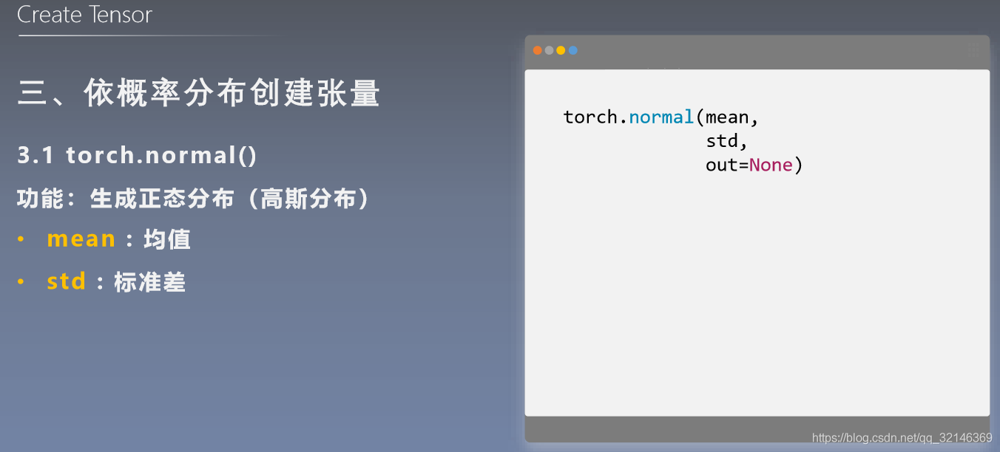 Create Tensor
三、依概率分布创建张量
3.1 torch.normal()
功能：生成正态分布（高斯分布）
• mean：均值
• std：标准差
torch.normal(mean,
std,
out=None)
https://blog.csdn.net/qq_32146369